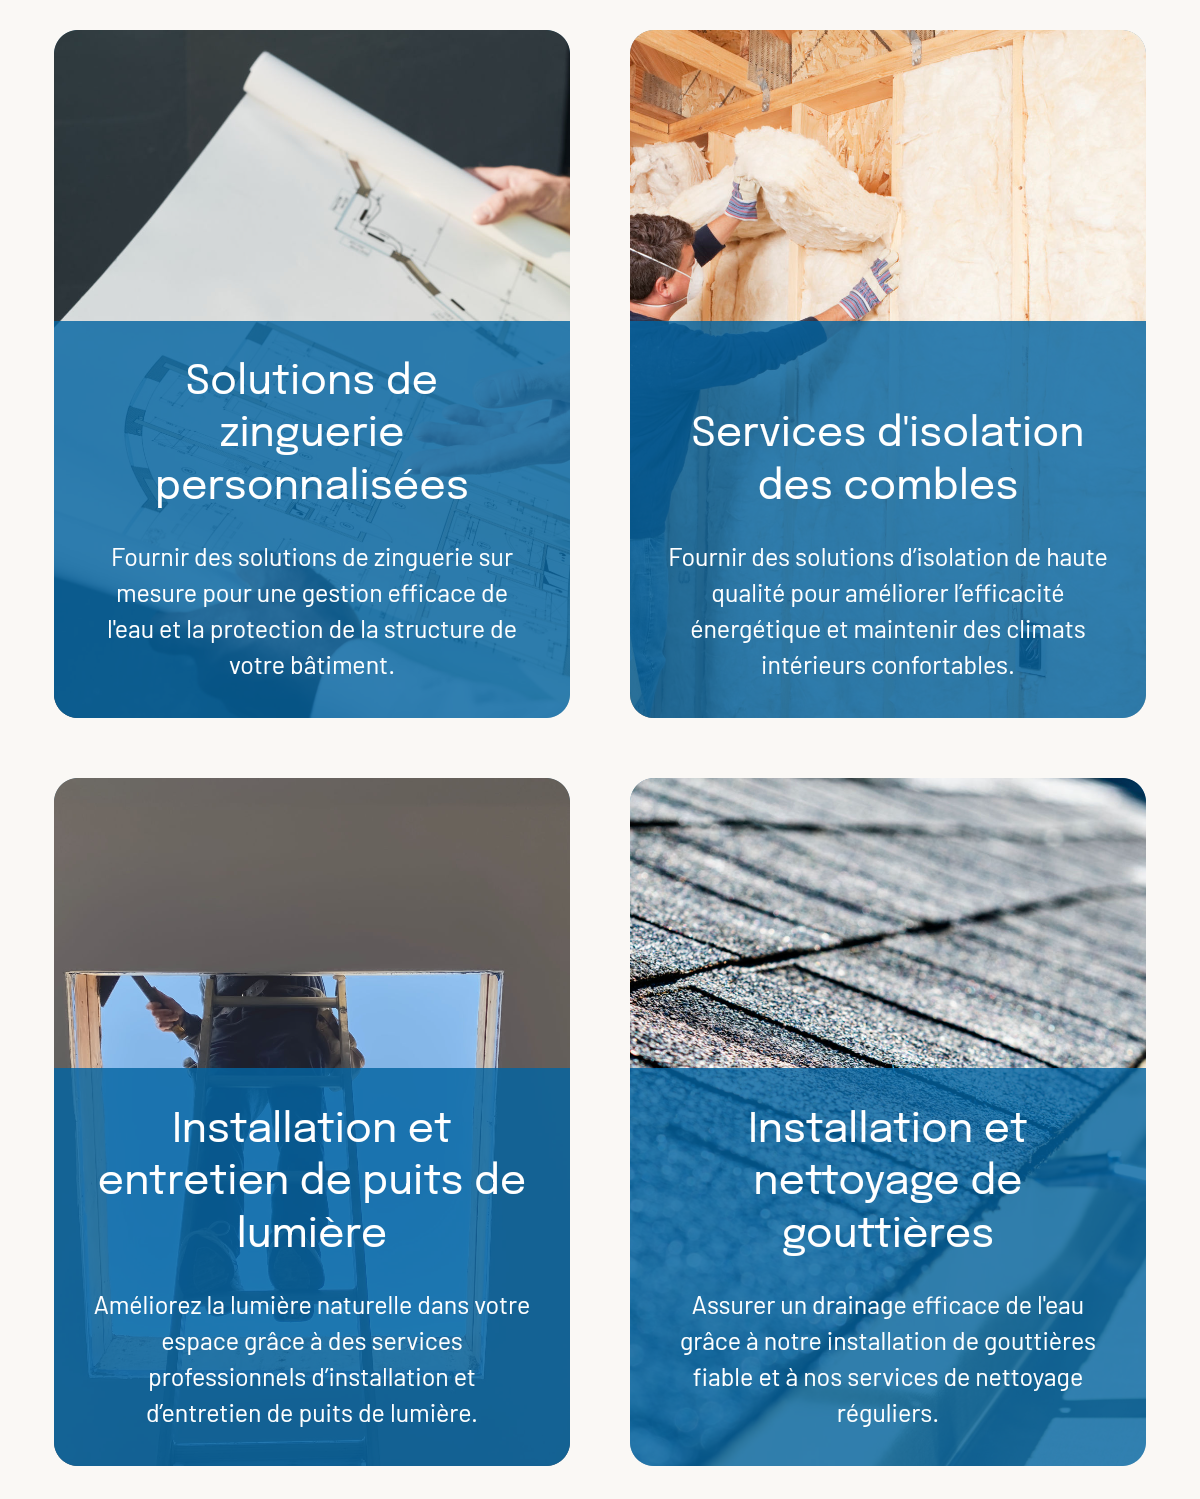 Solutions de
zinguerie
personnalisées
Fournir des solutions de zinguerie sur
mesure pour une gestion efficace de
l'eau et la protection de la structure de
votre bâtiment.
Services d'isolation
des combles
Fournir des solutions d’isolation de haute
qualité pour améliorer l’efficacité
énergétique et maintenir des climats
intérieurs confortables.
Installation et
entretien de puits de
lumière
Améliorez la lumière naturelle dans votre
espace grâce à des services
professionnels d’installation et
d’entretien de puits de lumière.
Installation et
nettoyage de
gouttières
Assurer un drainage efficace de l'eau
grâce à notre installation de gouttières
fiable et à nos services de nettoyage
réguliers.